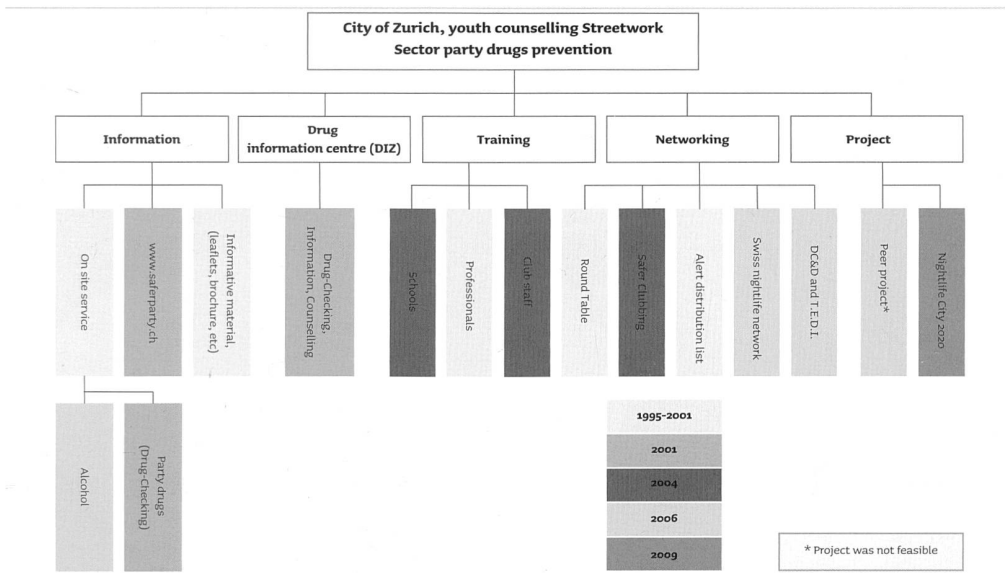 City of Zurich, youth counselling Streetwork
Sector party drugs prevention
Information
Drug
information centre (DIZ)
Training
Networking
Project
On site service
www.saferparty.ch
Informative material,
(leaflets, brochure, etc)
Drug-Checking,
Information, Counselling
Schools
Professionals
Club staff
Round Table
Safer Clubbing
Alert distribution list
Swiss nightlife network
DC&D and T.E.D.I.
Peer project*
Nightlife City 2020
Alcohol
Party drugs
(Drug-Checking)
1995-2001
2001
2004
2006
2009
* Project was not feasible